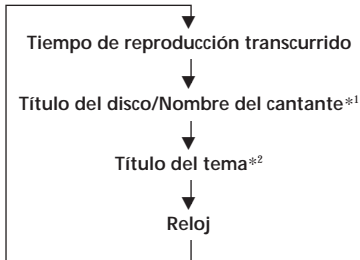 Tiempo de reproducción transcurrido
Título del disco/Nombre del cantante*1
Título del tema*2
Reloj